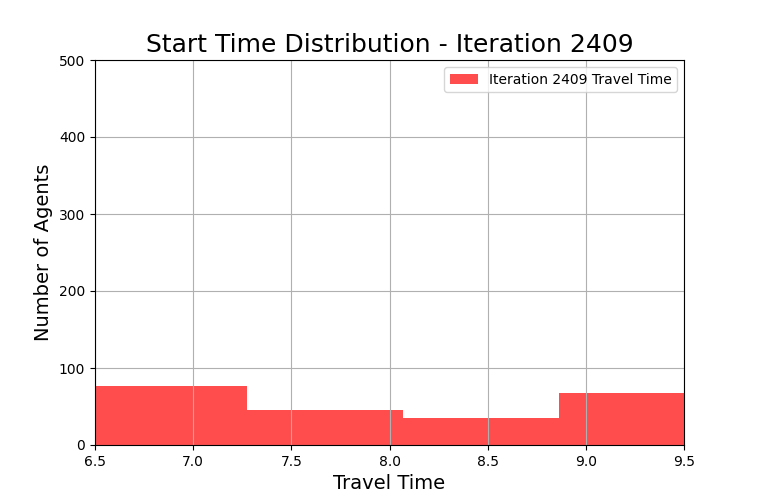 Start Time Distribution - Iteration 2409
Iteration 2409 Travel Time
Number of Agents
500
400
300
200
100
0
6.5 7.0 7.5 8.0 8.5 9.0 9.5
Travel Time